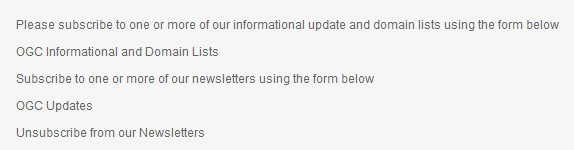 Please subscribe to one or more of our informational update and domain lists using the form below
OGC Informational and Domain Lists
Subscribe to one or more of our newsletters using the form below
OGC Updates
Unsubscribe from our Newsletters